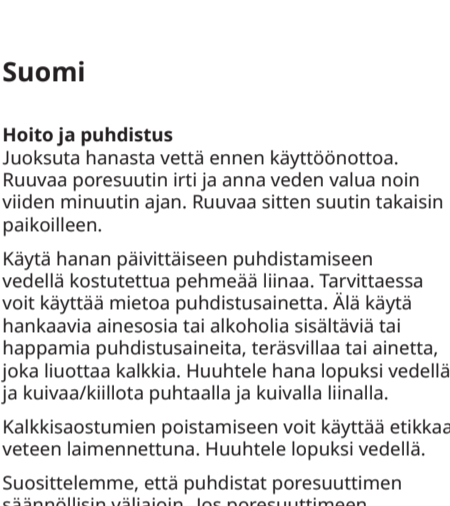 Suomi
Hoito ja puhdistus
Juoksuta hanasta vettä ennen käyttöönottoa.
Ruuvaa poresuutin irti ja anna veden valua noin
viiden minuutin ajan. Ruuvaa sitten suutin takaisin
paikoilleen.
Käytä hanan päivittäiseen puhdistamiseen
vedellä kostutettua pehmeää liinaa. Tarvittaessa
voit käyttää mietoa puhdistusainetta. Älä käytä
hankaavia ainesosia tai alkoholia sisältäviä tai
happamia puhdistusaineita, teräsvillaa tai ainetta,
joka liuottaa kalkkia. Huuhtele hana lopuksi vedellä
ja kuivaa/kiillota puhtaalla ja kuivalla liinalla.
Kalkkisaostumien poistamiseen voit käyttää etikkaa
veteen laimennettuna. Huuhtele lopuksi vedellä.
Suosittelemme, että puhdistat poresuuttimen
säännöllisin väliajoin. Jos poresuuttimeen